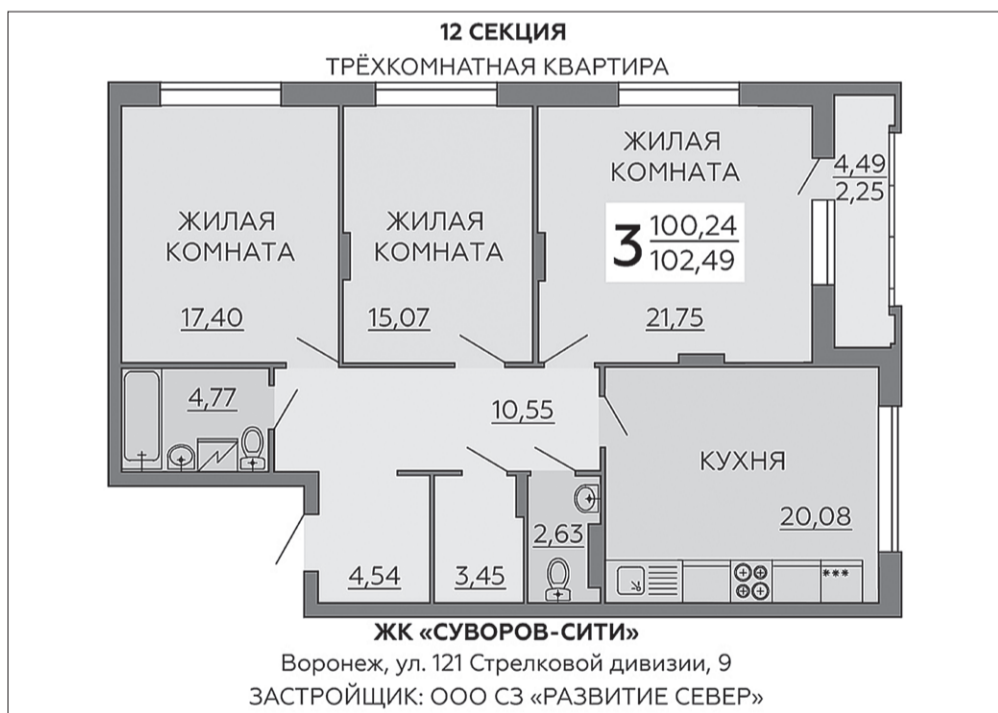 12 СЕКЦИЯ
ТРЁХКОМНАТНАЯ КВАРТИРА
ЖИЛАЯ
КОМНАТА
17,40
ЖИЛАЯ
КОМНАТА
15,07
ЖИЛАЯ
КОМНАТА
3
100,24
102,49
21,75
4,49
2,25
4,77
10,55
КУХНЯ
20,08
4,54
3,45
2,63
***
ЖК «СУВОРОВ-СИТИ»
Воронеж, ул. 121 Стрелковой дивизии, 9
ЗАСТРОЙЩИК: ООО СЗ «РАЗВИТИЕ СЕВЕР»